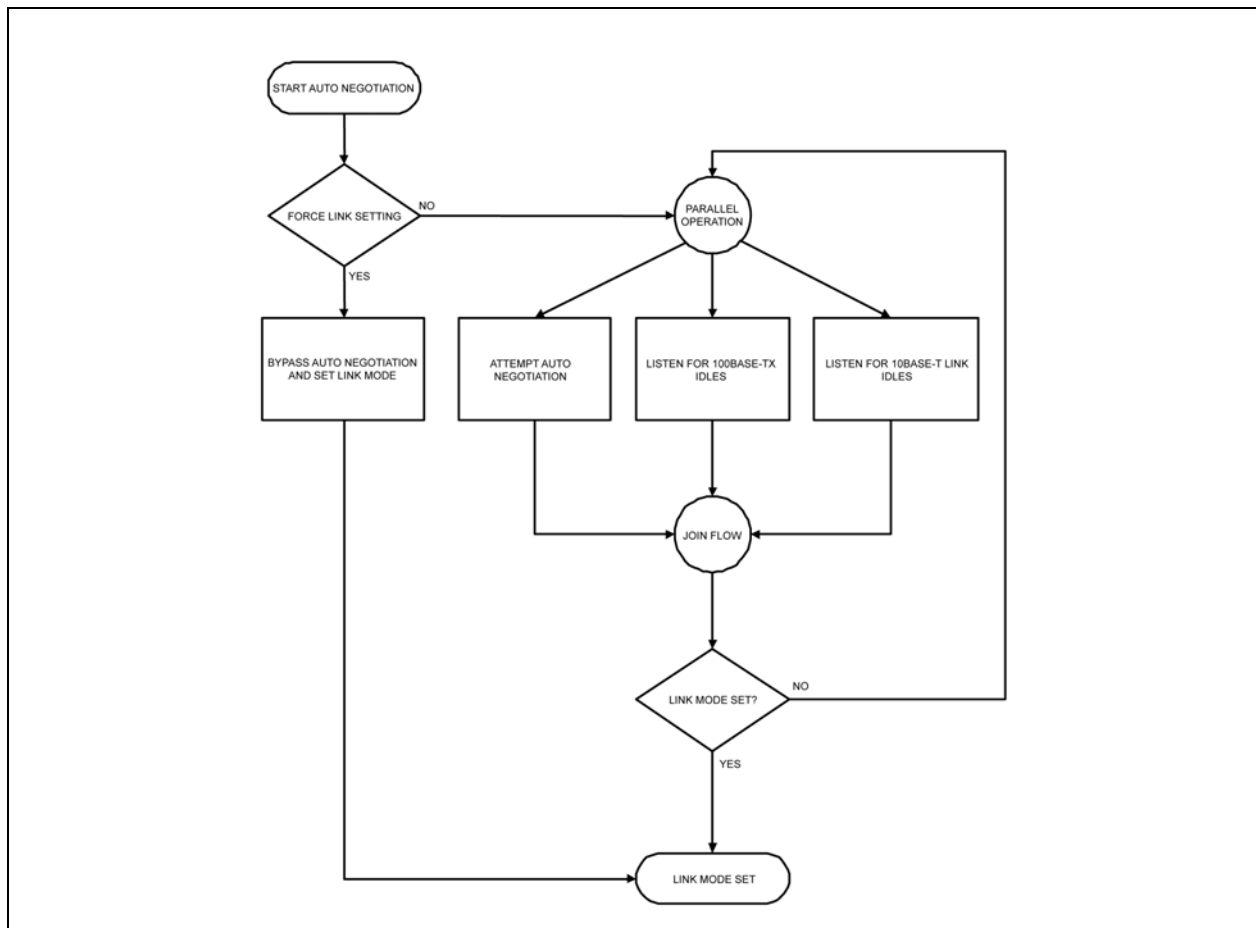 START AUTO NEGOTIATION
FORCE LINK SETTING
NO
YES
PARALLEL
OPERATION
BYPASS AUTO NEGOTIATION
AND SET LINK MODE
ATTEMPT AUTO
NEGOTIATION
LISTEN FOR 100BASE-TX
IDLES
LISTEN FOR 10BASE-T LINK
IDLES
JOIN FLOW
LINK MODE SET?
NO
YES
LINK MODE SET